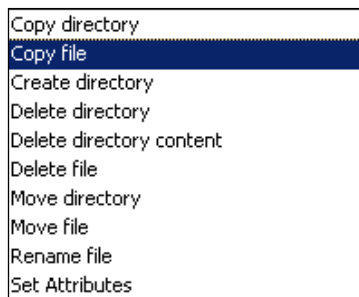 Copy directory
Copy file
Create directory
Delete directory
Delete directory content
Delete file
Move directory
Move file
Rename file
Set Attributes